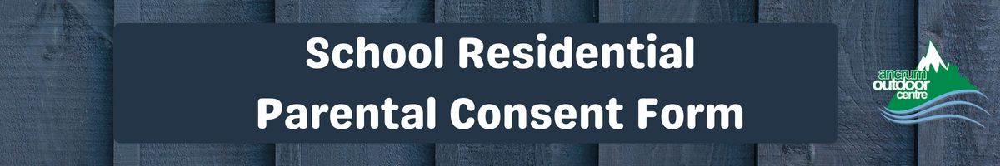 School Residential
Parental Consent Form
ancrum
outdoor
centre